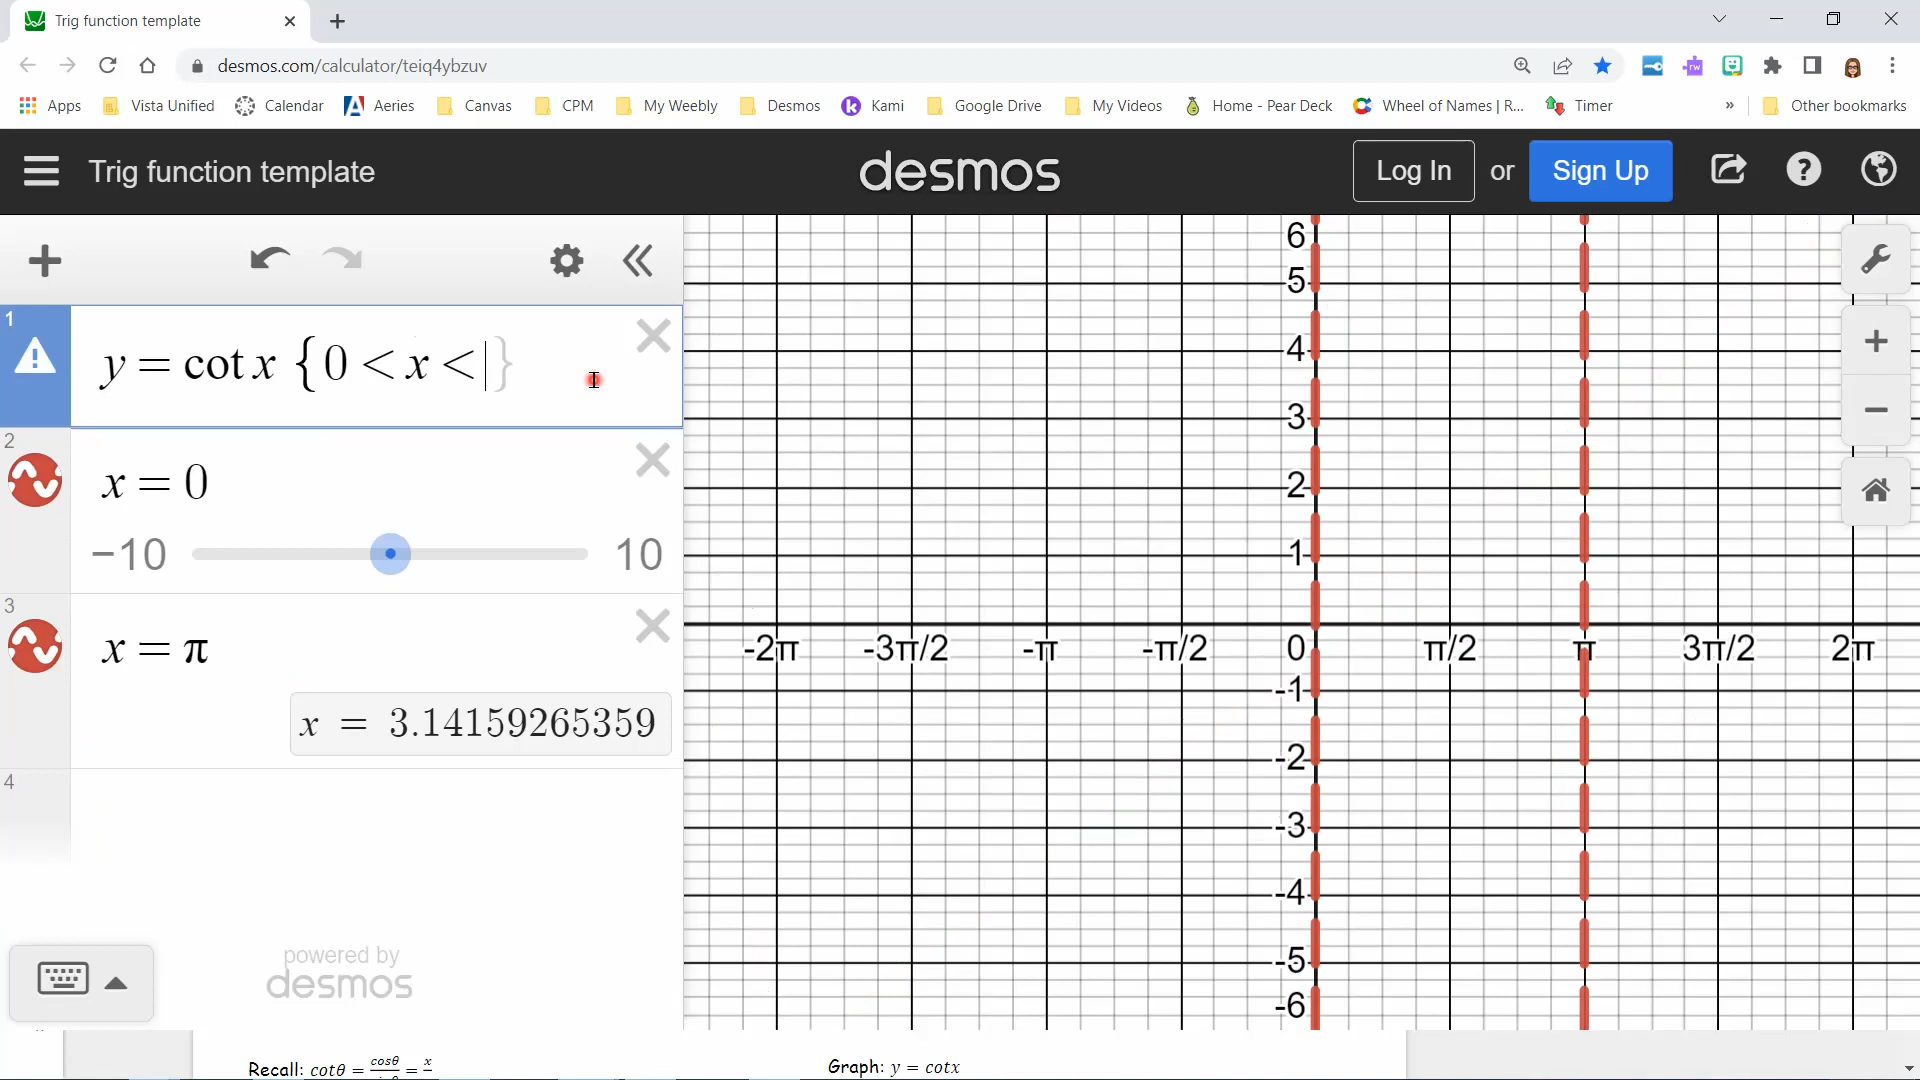 Trig function template
desmos.com/calculator/teiq4ybzuv
Apps Vista Unified Calendar Aeries Canvas CPM My Weebly Desmos Kami Google Drive My Videos Home - Pear Deck Wheel of Names | R... Timer » Other bookmarks
Trig function template desmos Log In or Sign Up
1
y = cot x {0 < x < }
2
x = 0
−10 10
3
x = π
x = 3.14159265359
4
powered by
desmos
6
5
4
3
2
1
-2π -3π/2 -π -π/2 0 π/2 π 3π/2 2π
-1
-2
-3
-4
-5
-6
Recall: cotθ = cosθ/ = x
Graph: y = cotx